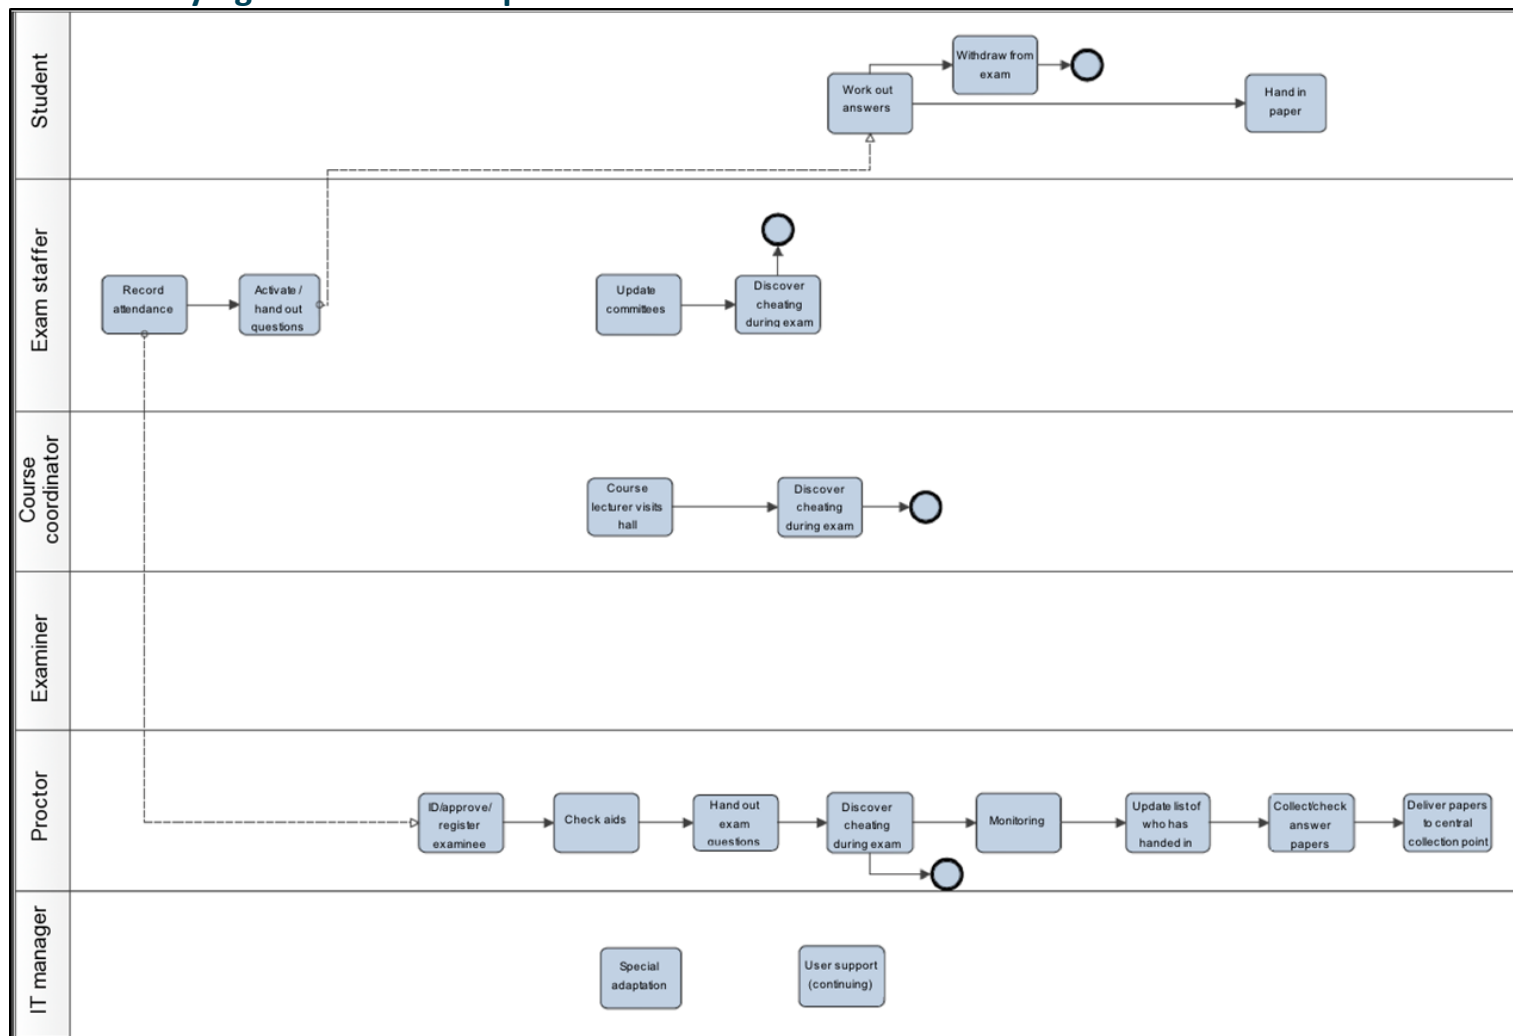 Student
Withdraw from
exam
Work out
answers
Hand in
paper
Exam staffer
Record
attendance
Activate /
hand out
questions
Update
committees
Discover
cheating
during exam
Course
coordinator
Course
lecturer visits
hall
Discover
cheating
during exam
Examiner
Proctor
ID/approve/
register
examinee
Check aids
Hand out
exam
questions
Discover
cheating
during exam
Monitoring
Update list of
who has
handed in
Collect/check
answer
papers
Deliver papers
to central
collection point
IT manager
Special
adaptation
User support
(continuing)